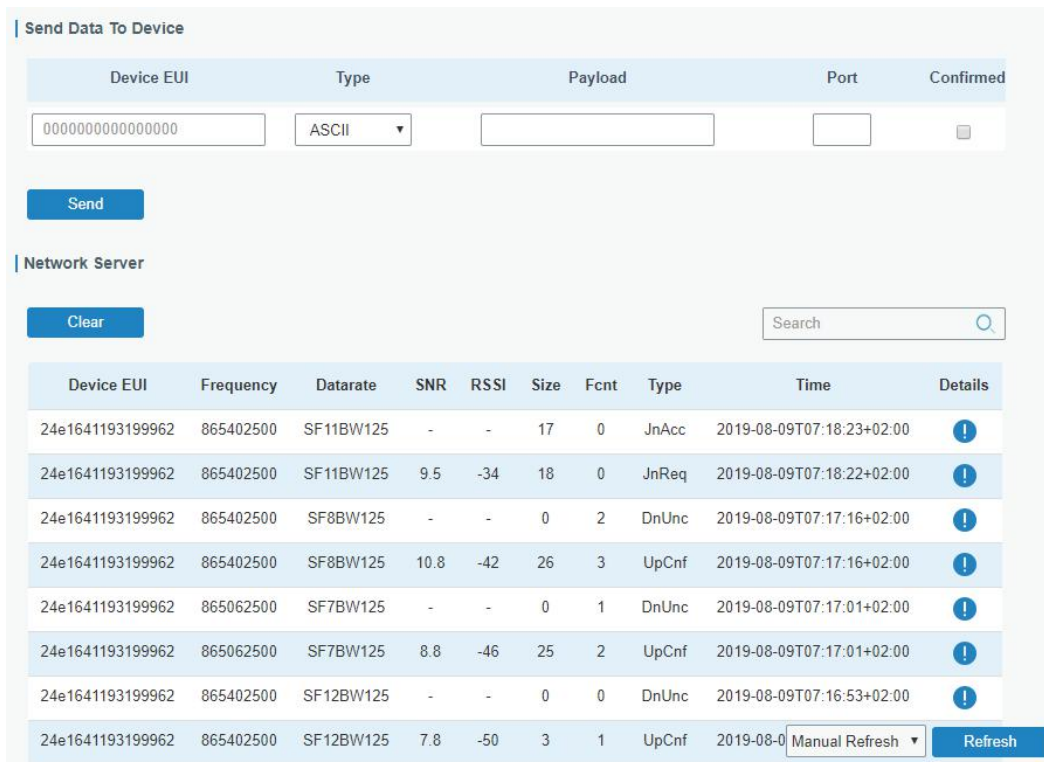 Send Data To Device
Device EUI Type Payload Port Confirmed
0000000000000000 ASCII
Send
Network Server
Clear Search
Device EUI Frequency Datarate SNR RSSI Size Fcnt Type Time Details
24e1641193199962 865402500 SF11BW125 - - 17 0 JnAcc 2019-08-09T07:18:23+02:00
24e1641193199962 865402500 SF11BW125 9.5 -34 18 0 JnReq 2019-08-09T07:18:22+02:00
24e1641193199962 865402500 SF8BW125 - - 0 2 DnUnc 2019-08-09T07:17:16+02:00
24e1641193199962 865402500 SF8BW125 10.8 -42 26 3 UpCnf 2019-08-09T07:17:16+02:00
24e1641193199962 865062500 SF7BW125 - - 0 1 DnUnc 2019-08-09T07:17:01+02:00
24e1641193199962 865062500 SF7BW125 8.8 -46 25 2 UpCnf 2019-08-09T07:17:01+02:00
24e1641193199962 865402500 SF12BW125 - - 0 0 DnUnc 2019-08-09T07:16:53+02:00
24e1641193199962 865402500 SF12BW125 7.8 -50 3 1 UpCnf 2019-08-0 Manual Refresh Refresh